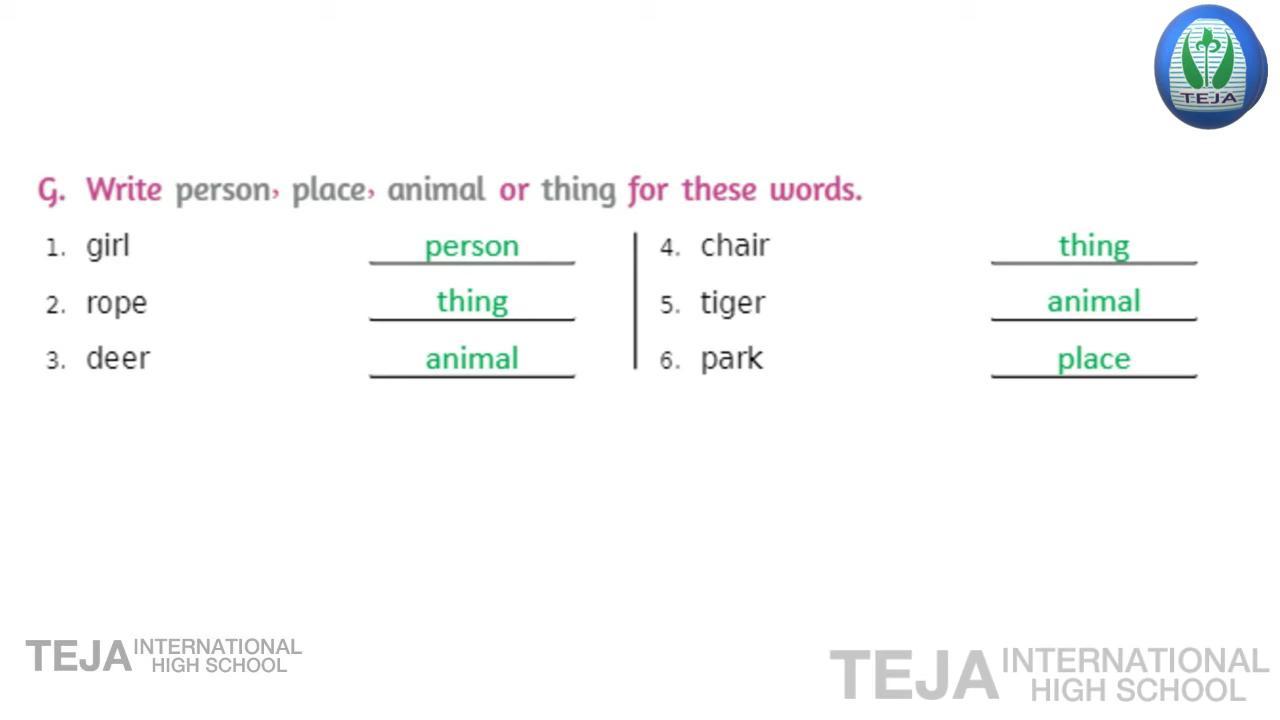 TEJA
G. Write person, place, animal or thing for these words.
1. girl person
2. rope thing
3. deer animal
4. chair thing
5. tiger animal
6. park place
TEJA INTERNATIONAL
HIGH SCHOOL
TEJA INTERNATIONAL
HIGH SCHOOL